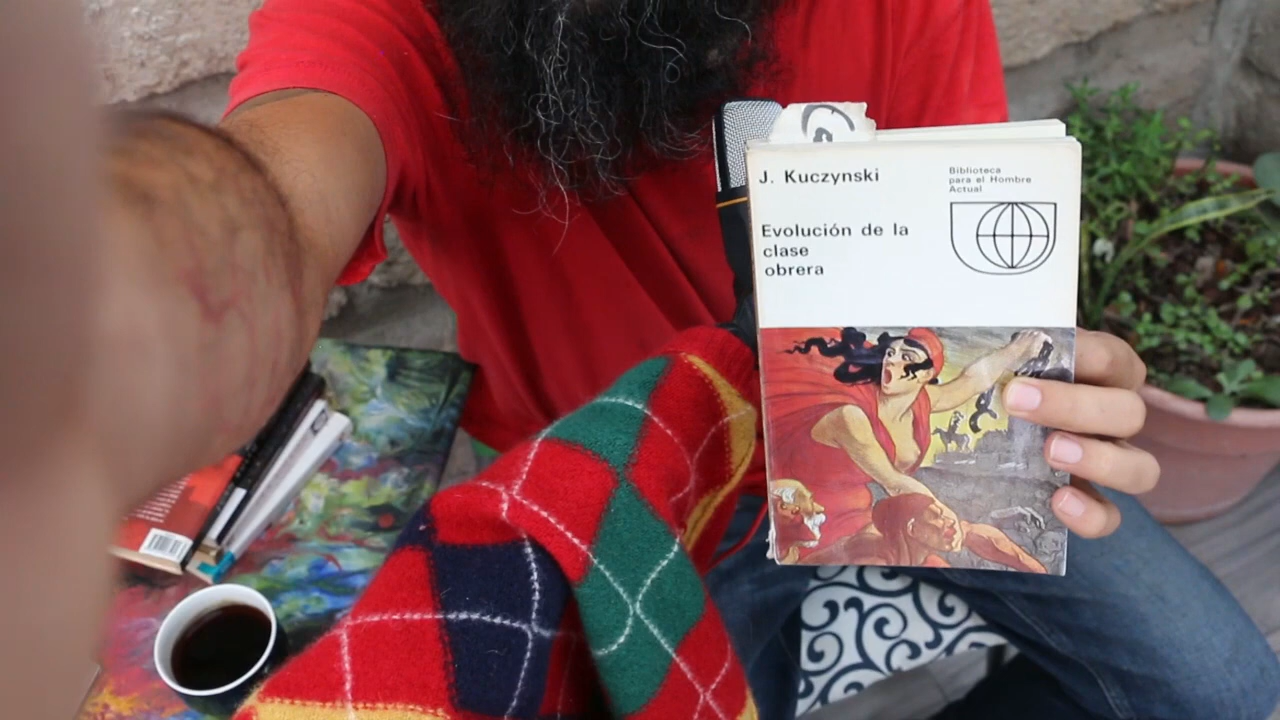 J. Kuczynski
Biblioteca
para el Hombre
Actual
Evolución de la
clase
obrera